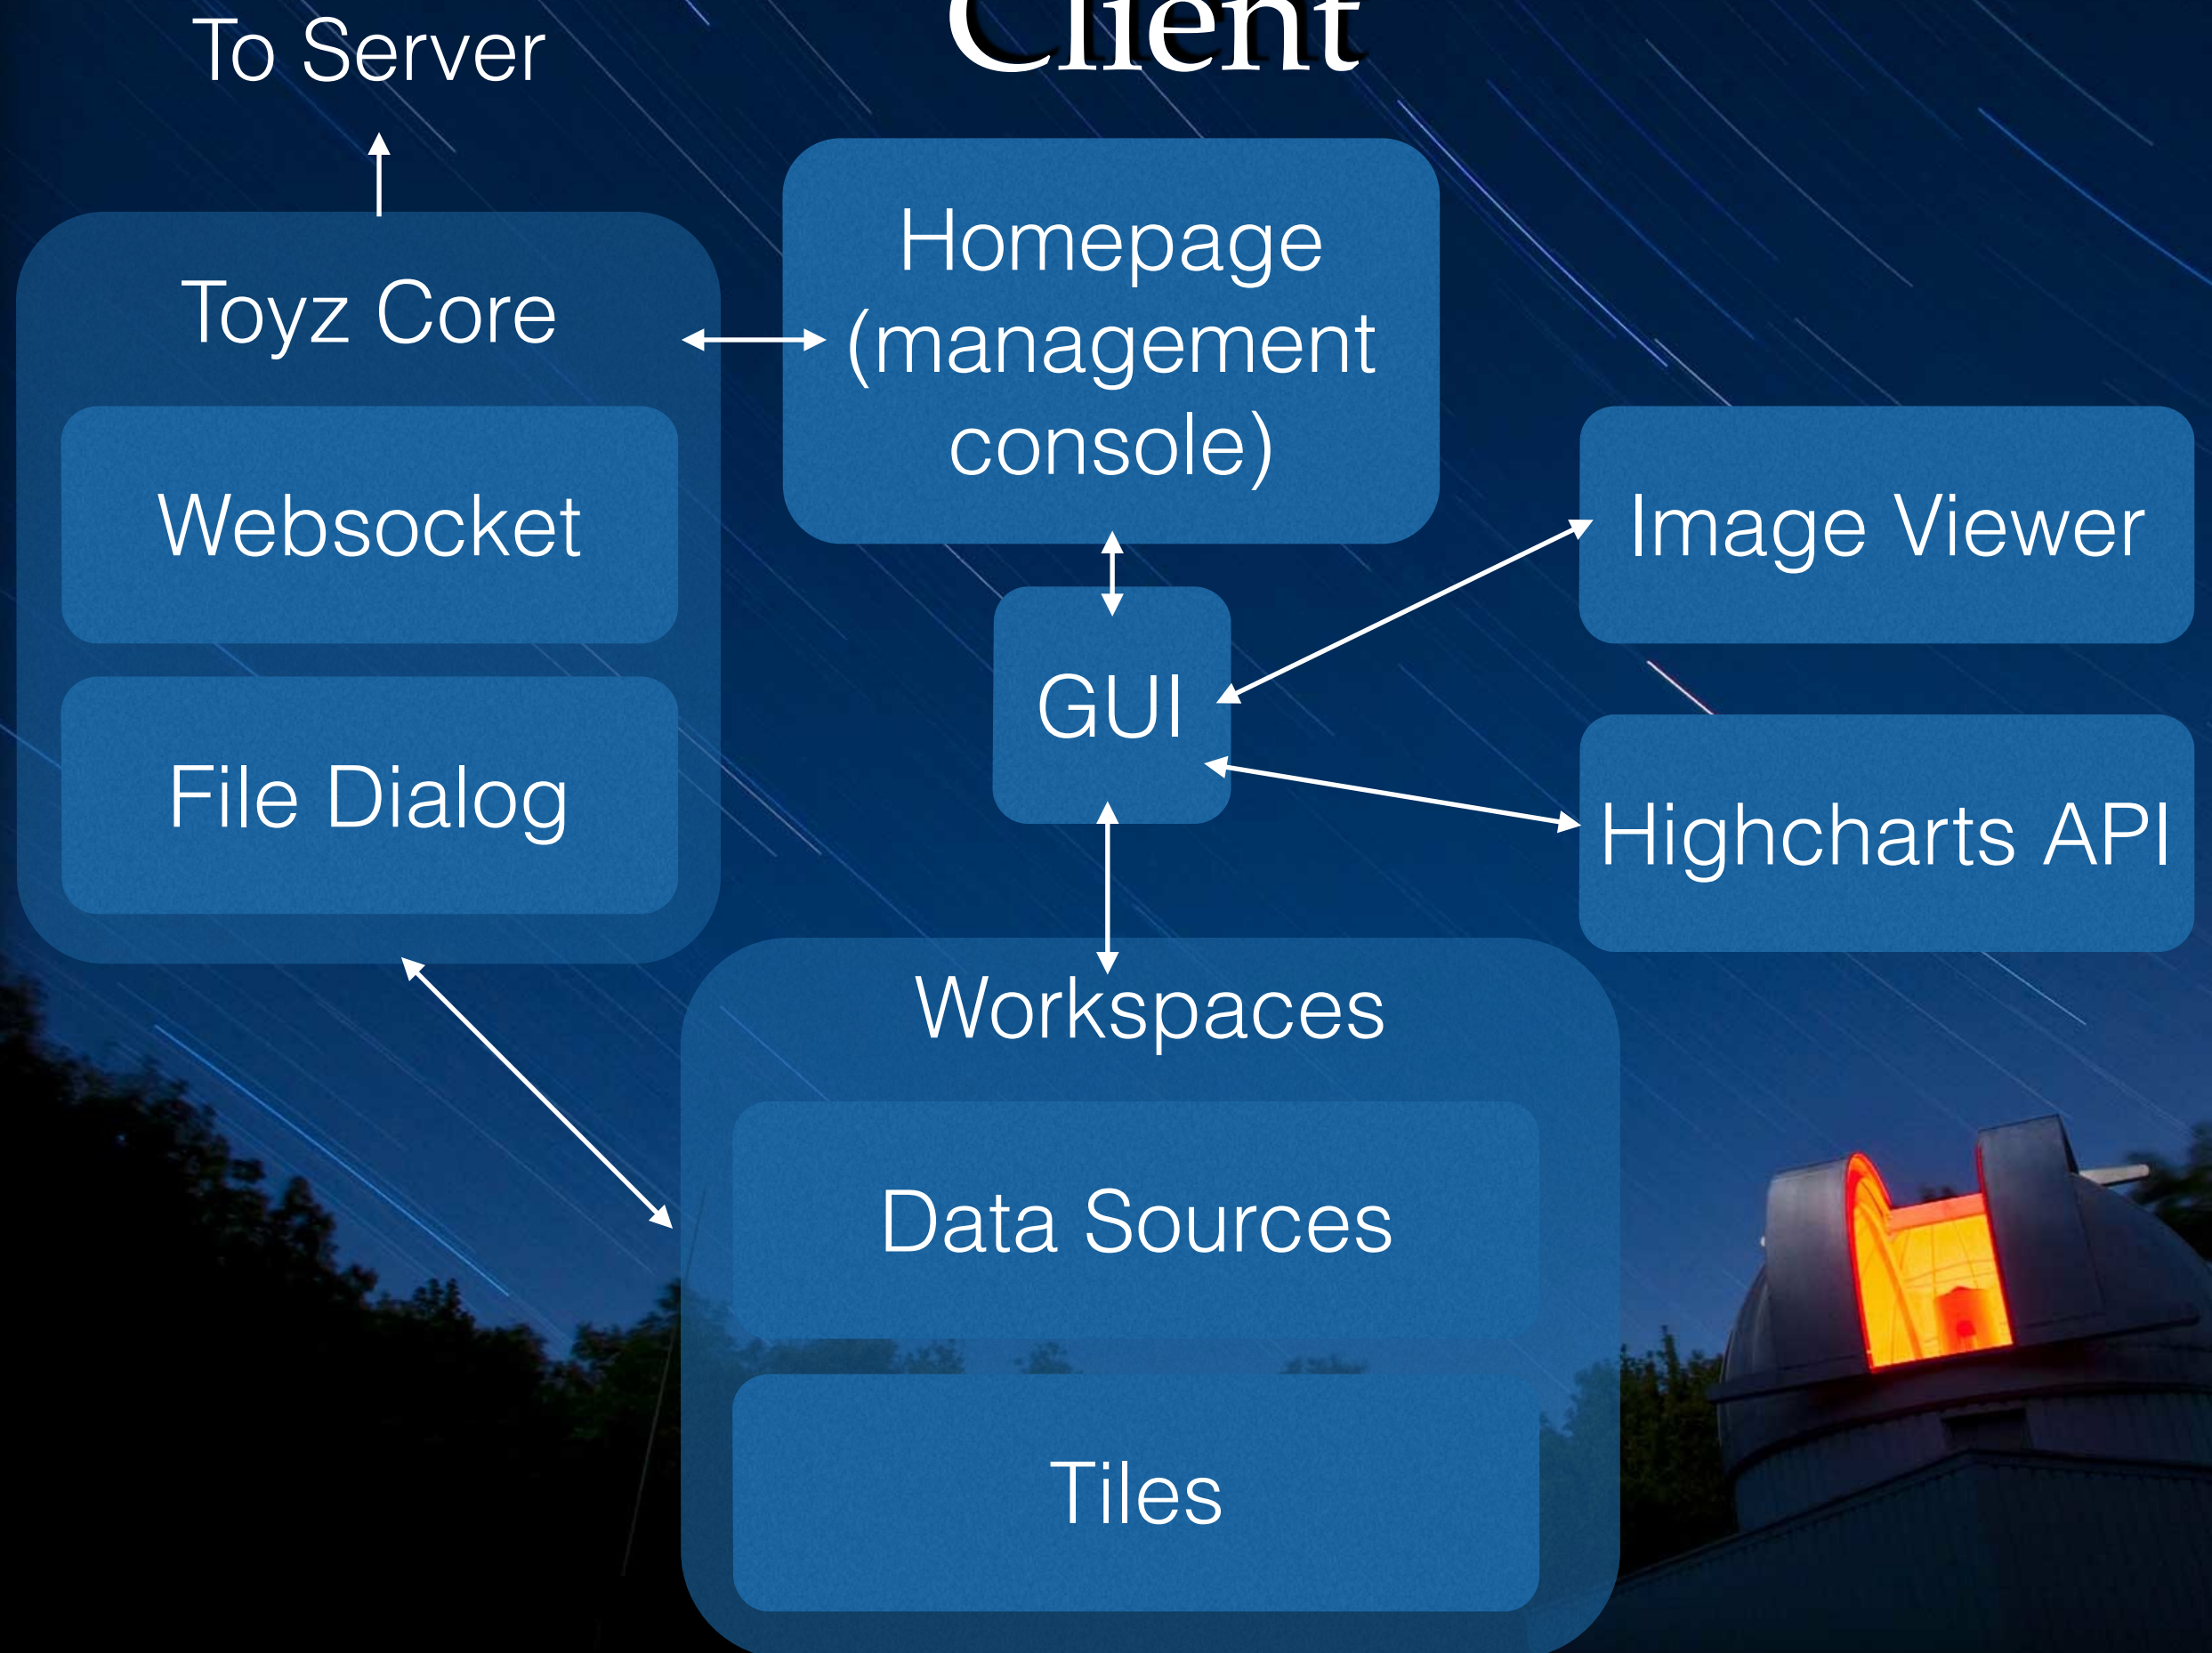 Client
To Server
Toyz Core
Websocket
File Dialog
Homepage
(management
console)
GUI
Image Viewer
Highcharts API
Workspaces
Data Sources
Tiles